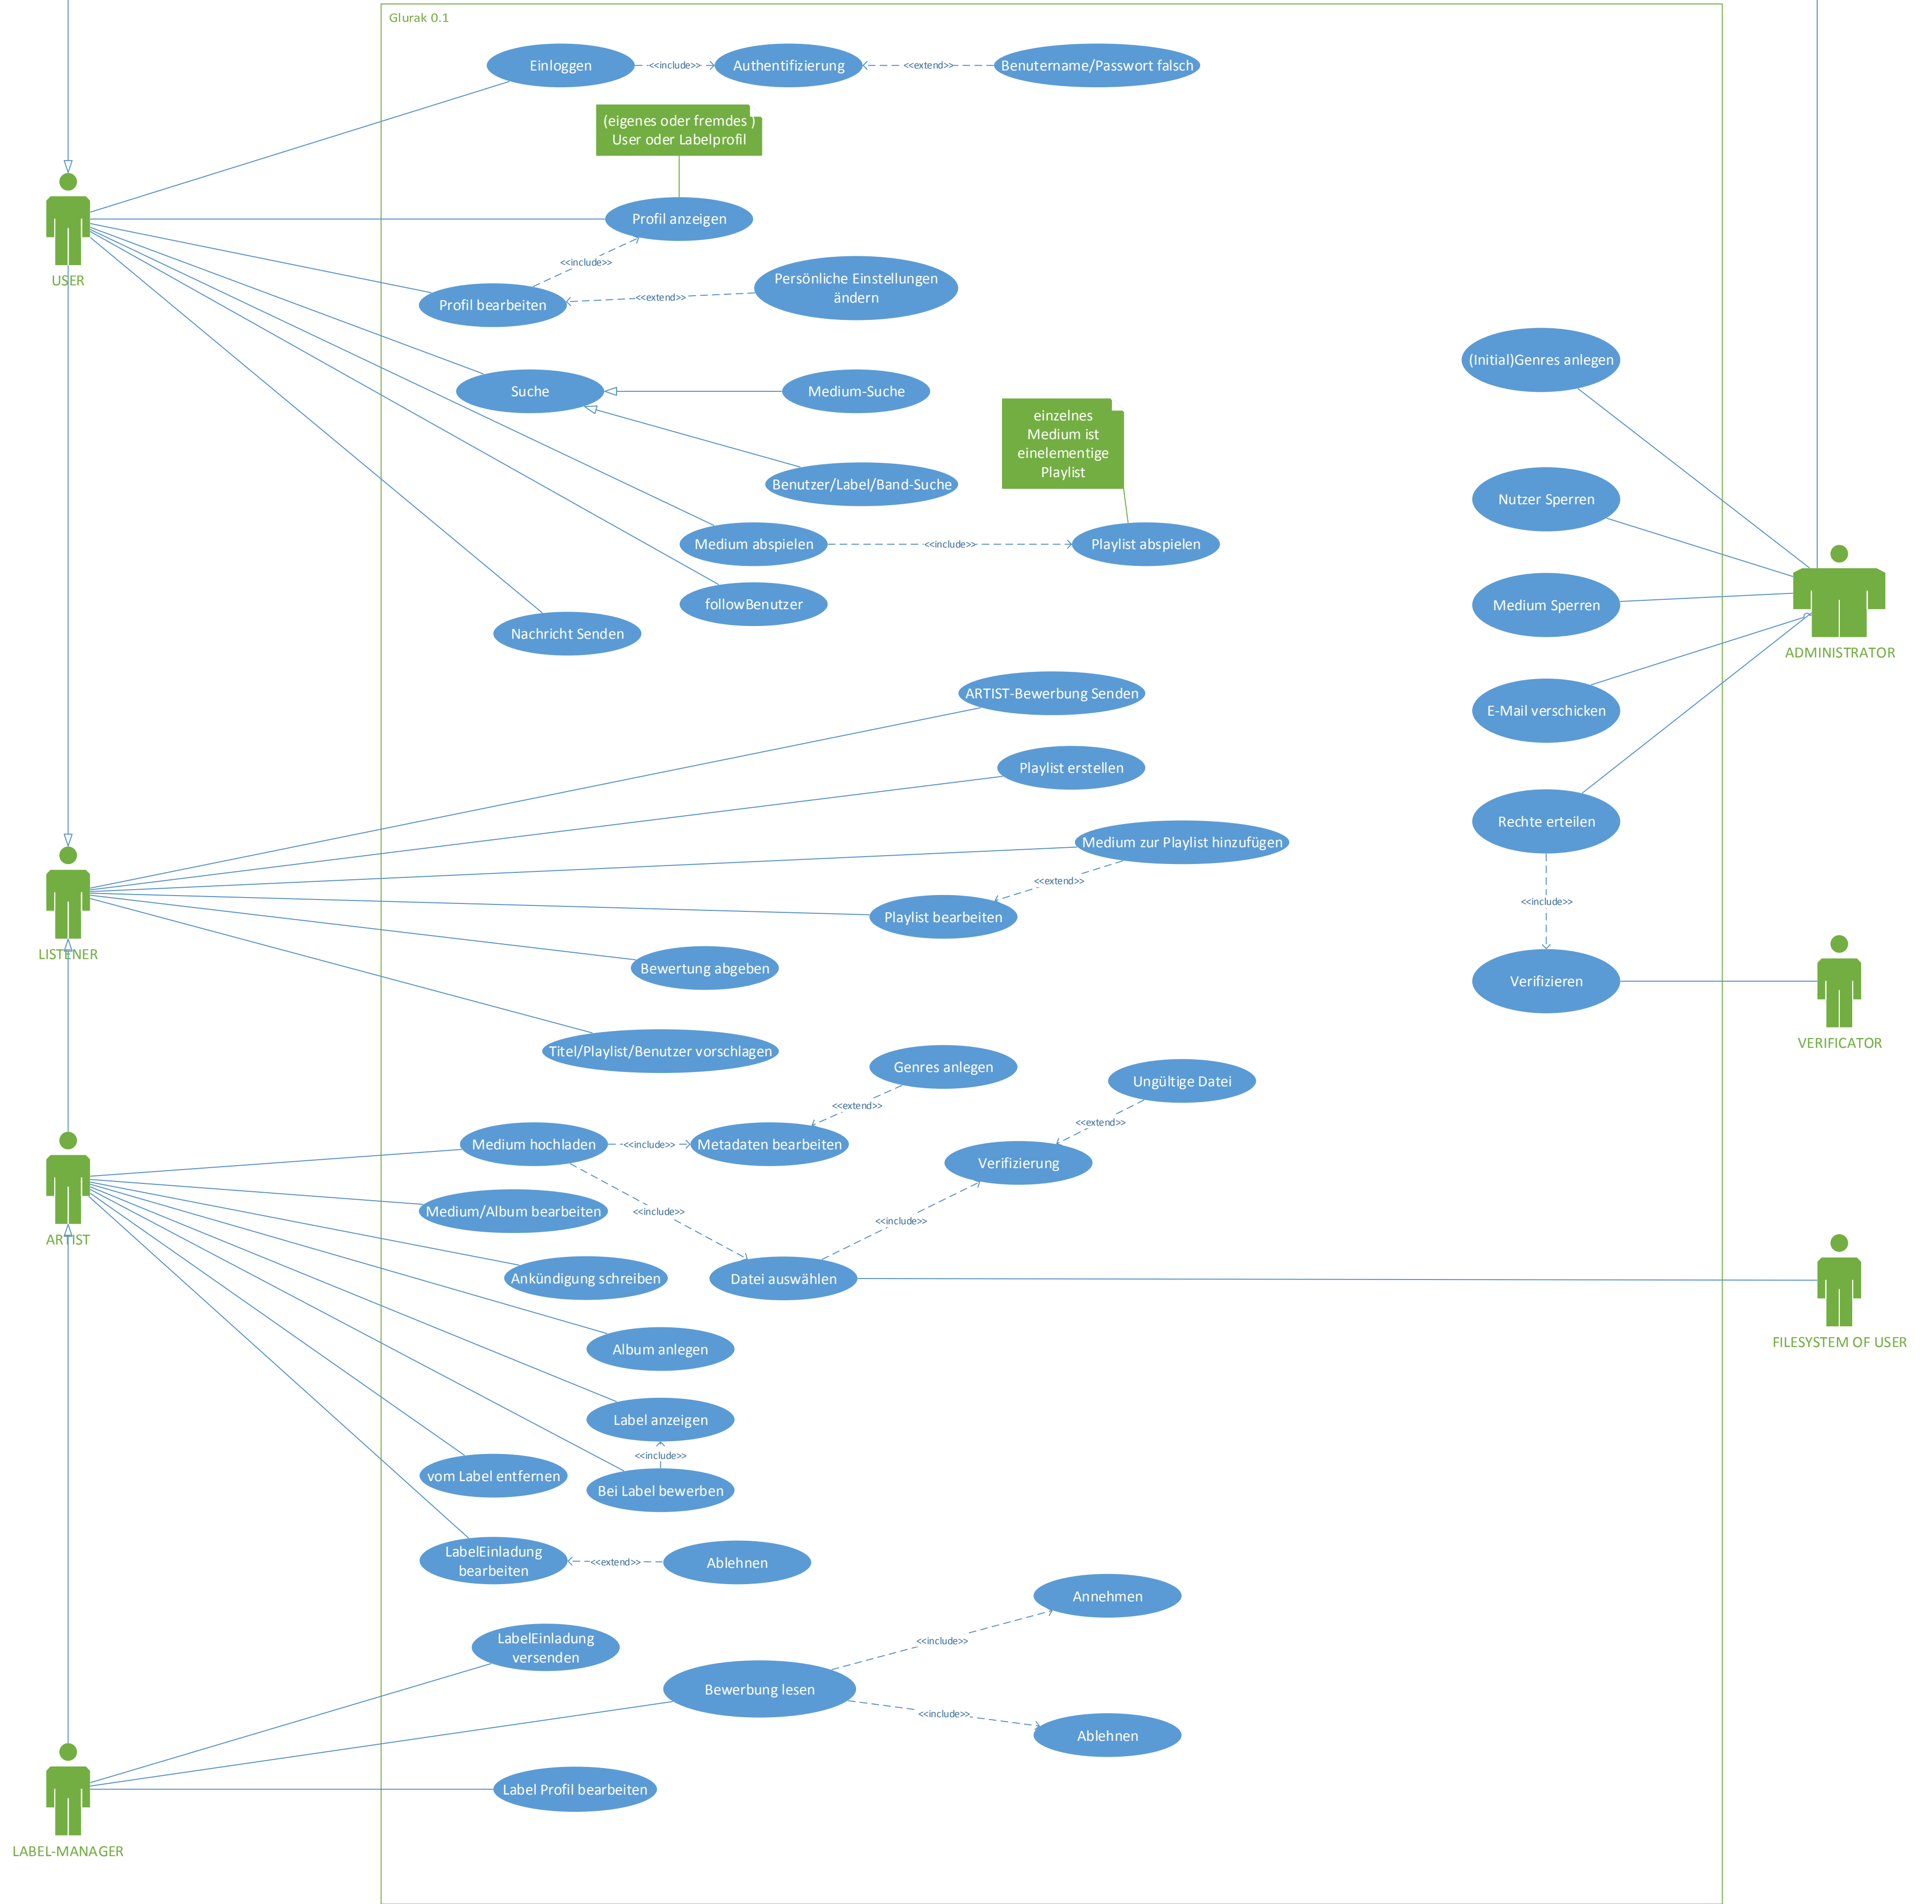 Glurak 0.1
Einloggen
<<include>>
Authentifizierung
<<extend>>
Benutername/Passwort falsch
(eigenes oder fremdes )
User oder Labelprofil
Profil anzeigen
USER
<<include>>
Persönliche Einstellungen
ändern
Profil bearbeiten
<<extend>>
(Initial)Genres anlegen
Suche
Medium-Suche
einzelnes
Medium ist
einelementige
Playlist
Benutzer/Label/Band-Suche
Nutzer Sperren
Medium abspielen
<<include>>
Playlist abspielen
followBenutzer
Medium Sperren
Nachricht Senden
ADMINISTRATOR
ARTIST-Bewerbung Senden
E-Mail verschicken
Playlist erstellen
Rechte erteilen
Medium zur Playlist hinzufügen
<<extend>>
<<include>>
Playlist bearbeiten
LISTENER
Bewertung abgeben
Verifizieren
VERIFICATOR
Titel/Playlist/Benutzer vorschlagen
Genres anlegen
Ungültige Datei
<<extend>>
<<extend>>
Medium hochladen
<<include>>
Metadaten bearbeiten
Verifizierung
Medium/Album bearbeiten
<<include>>
<<include>>
ARTIST
Ankündigung schreiben
Datei auswählen
FILESYSTEM OF USER
Album anlegen
Label anzeigen
<<include>>
vom Label entfernen
Bei Label bewerben
LabelEinladung
bearbeiten
<<extend>>
Ablehnen
Annehmen
LabelEinladung
versenden
<<include>>
Bewerbung lesen
<<include>>
Ablehnen
Label Profil bearbeiten
LABEL-MANAGER